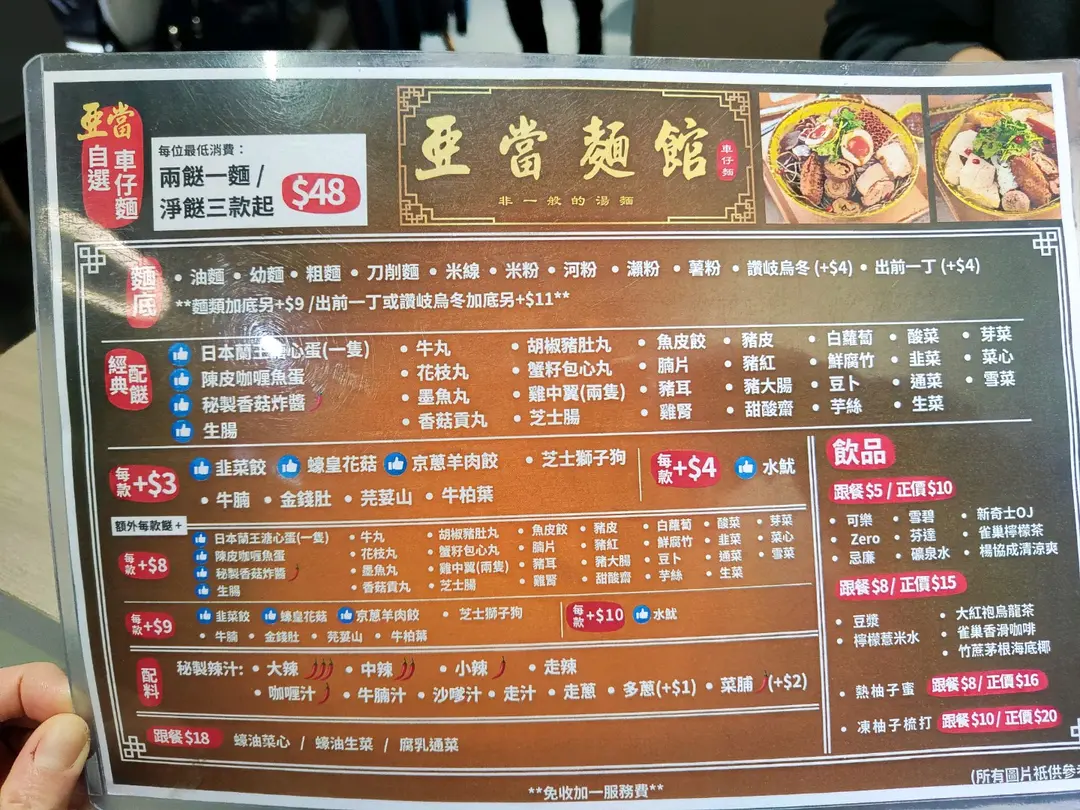 亞當
自選
車仔麵
每位最低消費：
兩餸一麵 /
淨餸三款起
$48
亞當麵館
車仔麵
非一般的湯麵
麵底
• 油麵 • 幼麵 • 粗麵 • 刀削麵 • 米線 • 米粉 • 河粉 • 瀨粉 • 薯粉 • 讚岐烏冬 (+$4) • 出前一丁 (+$4)
**麵類加底另+$9 /出前一丁或讚岐烏冬加底另+$11**
經典配餸
日本蘭王溏心蛋(一隻) • 牛丸 • 胡椒豬肚丸 • 魚皮餃 • 豬皮 • 白蘿蔔 • 酸菜 • 芽菜
陳皮咖喱魚蛋 • 花枝丸 • 蟹籽包心丸 • 腩片 • 豬紅 • 鮮腐竹 • 韭菜 • 菜心
秘製香菇炸醬 • 墨魚丸 • 雞中翼(兩隻) • 豬耳 • 豬大腸 • 豆卜 • 通菜 • 雪菜
生腸 • 香菇貢丸 • 芝士腸 • 雞腎 • 甜酸齋 • 芋絲 • 生菜
每款+$3
韭菜餃 蠔皇花菇 京蔥羊肉餃 • 芝士獅子狗
• 牛腩 • 金錢肚 • 芫荽山 • 牛柏葉
每款+$4
水魷
額外每款餸+
每款+$8
日本蘭王溏心蛋(一隻) • 牛丸 • 胡椒豬肚丸 • 魚皮餃 • 豬皮 • 白蘿蔔 • 酸菜 • 芽菜
陳皮咖喱魚蛋 • 花枝丸 • 蟹籽包心丸 • 腩片 • 豬紅 • 鮮腐竹 • 韭菜 • 菜心
秘製香菇炸醬 • 墨魚丸 • 雞中翼(兩隻) • 豬耳 • 豬大腸 • 豆卜 • 通菜 • 雪菜
生腸 • 香菇貢丸 • 芝士腸 • 雞腎 • 甜酸齋 • 芋絲 • 生菜
每款+$9
韭菜餃 蠔皇花菇 京蔥羊肉餃 • 芝士獅子狗
• 牛腩 • 金錢肚 • 芫荽山 • 牛柏葉
每款+$10
水魷
配料
秘製辣汁: • 大辣 • 中辣 • 小辣 • 走辣
• 咖喱汁 • 牛腩汁 • 沙嗲汁 • 走汁 • 走蔥 • 多蔥(+$1) • 菜脯 (+$2)
跟餐$18
蠔油菜心 / 蠔油生菜 / 腐乳通菜
飲品
跟餐$5 / 正價$10
• 可樂 • 雪碧 • 新奇士OJ
• Zero • 芬達 • 雀巢檸檬茶
• 忌廉 • 礦泉水 • 楊協成清涼爽
跟餐$8 / 正價$15
• 豆漿 • 大紅袍烏龍茶
• 檸檬薏米水 • 雀巢香滑咖啡
• 竹蔗茅根海底椰
• 熱柚子蜜 跟餐$8 / 正價$16
• 凍柚子梳打 跟餐$10 / 正價$20
(所有圖片祇供參考
**免收加一服務費**